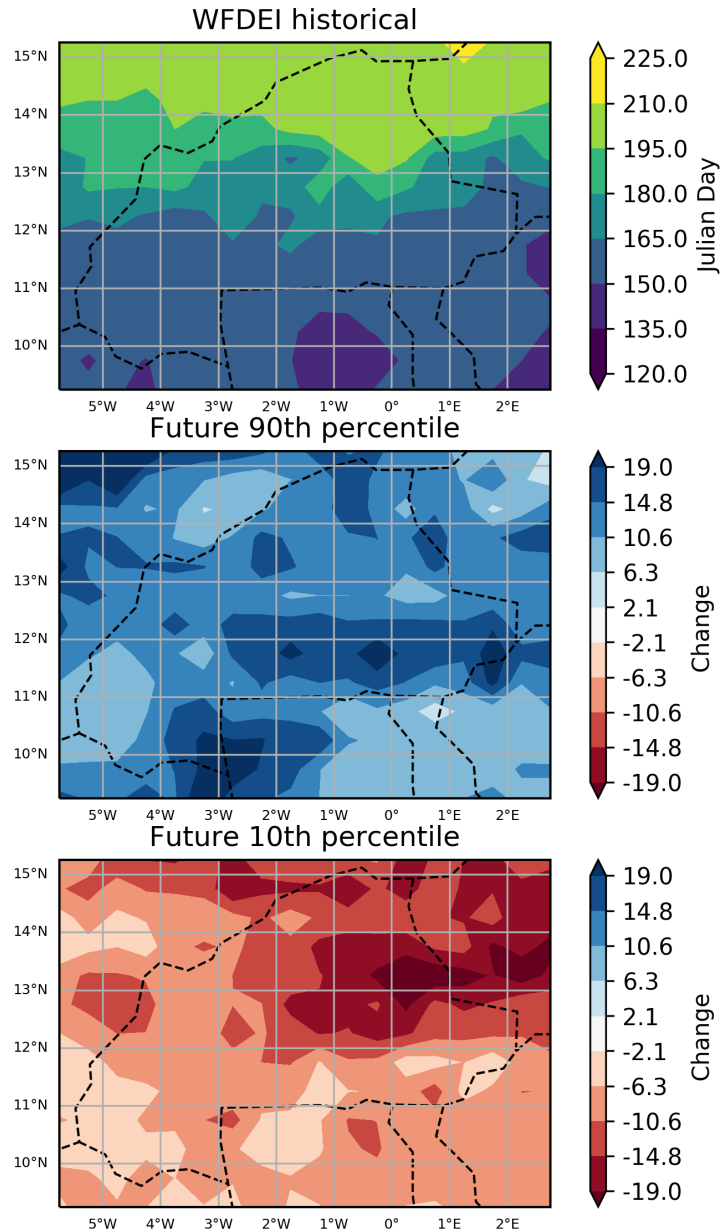 WFDEI historical
15°N
14°N
13°N
12°N
11°N
10°N
5°W 4°W 3°W 2°W 1°W 0° 1°E 2°E
225.0
210.0
195.0
180.0
165.0
150.0
135.0
120.0
Julian Day
Future 90th percentile
15°N
14°N
13°N
12°N
11°N
10°N
5°W 4°W 3°W 2°W 1°W 0° 1°E 2°E
19.0
14.8
10.6
6.3
2.1
-2.1
-6.3
-10.6
-14.8
-19.0
Change
Future 10th percentile
15°N
14°N
13°N
12°N
11°N
10°N
5°W 4°W 3°W 2°W 1°W 0° 1°E 2°E
19.0
14.8
10.6
6.3
2.1
-2.1
-6.3
-10.6
-14.8
-19.0
Change